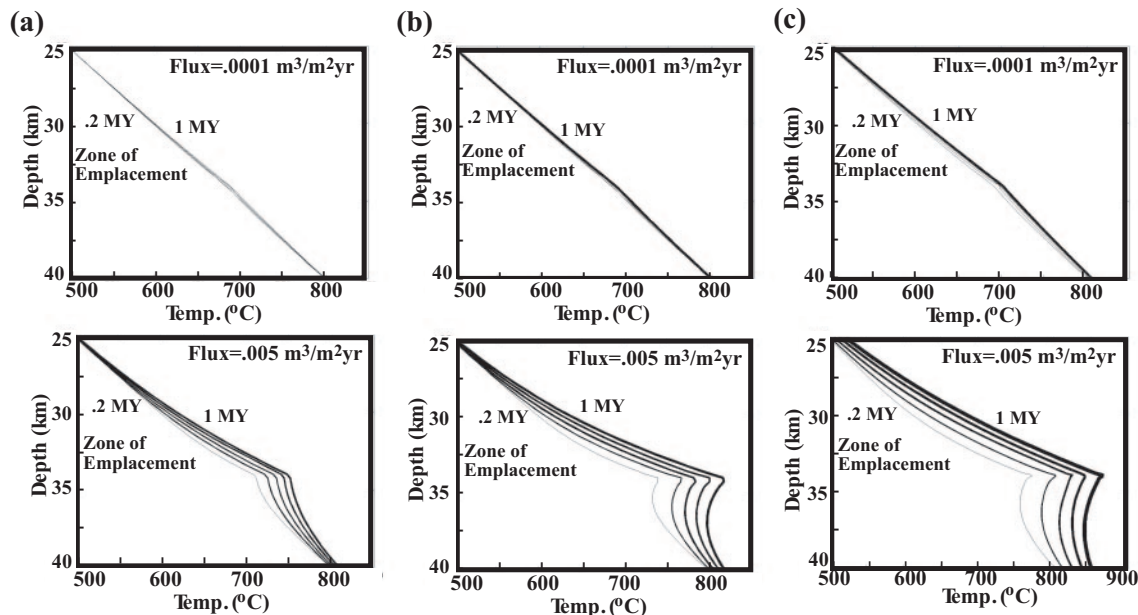 (a)
25
Flux=.0001 m³/m²yr
30
.2 MY
1 MY
Zone of
Emplacement
35
40
Depth (km)
500 600 700 800
Temp. (ºC)
(b)
25
Flux=.0001 m³/m²yr
30
.2 MY
1 MY
Zone of
Emplacement
35
40
Depth (km)
500 600 700 800
Temp. (ºC)
(c)
25
Flux=.0001 m³/m²yr
30
.2 MY
1 MY
Zone of
Emplacement
35
40
Depth (km)
500 600 700 800
Temp. (ºC)
25
Flux=.005 m³/m²yr
30
.2 MY
1 MY
Zone of
Emplacement
35
40
Depth (km)
500 600 700 800
Temp. (ºC)
25
Flux=.005 m³/m²yr
30
.2 MY
1 MY
Zone of
Emplacement
35
40
Depth (km)
500 600 700 800
Temp. (ºC)
25
Flux=.005 m³/m²yr
30
.2 MY
1 MY
Zone of
Emplacement
35
40
Depth (km)
500 600 700 800 900
Temp. (ºC)